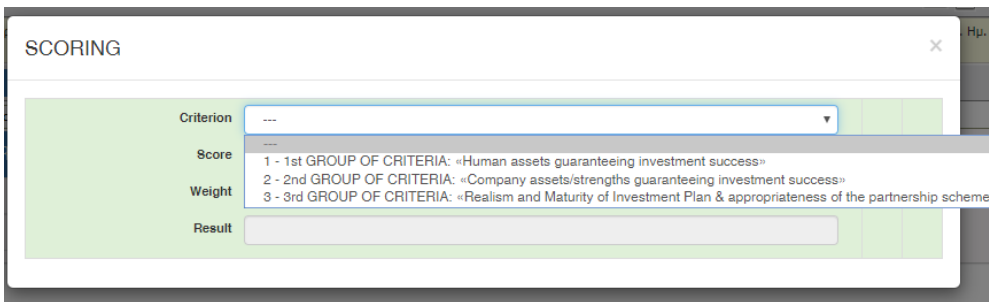 . Ημ.
SCORING
×
Criterion
---
---
Score
1 - 1st GROUP OF CRITERIA: «Human assets guaranteeing investment success»
2 - 2nd GROUP OF CRITERIA: «Company assets/strengths guaranteeing investment success»
Weight
3 - 3rd GROUP OF CRITERIA: «Realism and Maturity of Investment Plan & appropriateness of the partnership scheme
Result